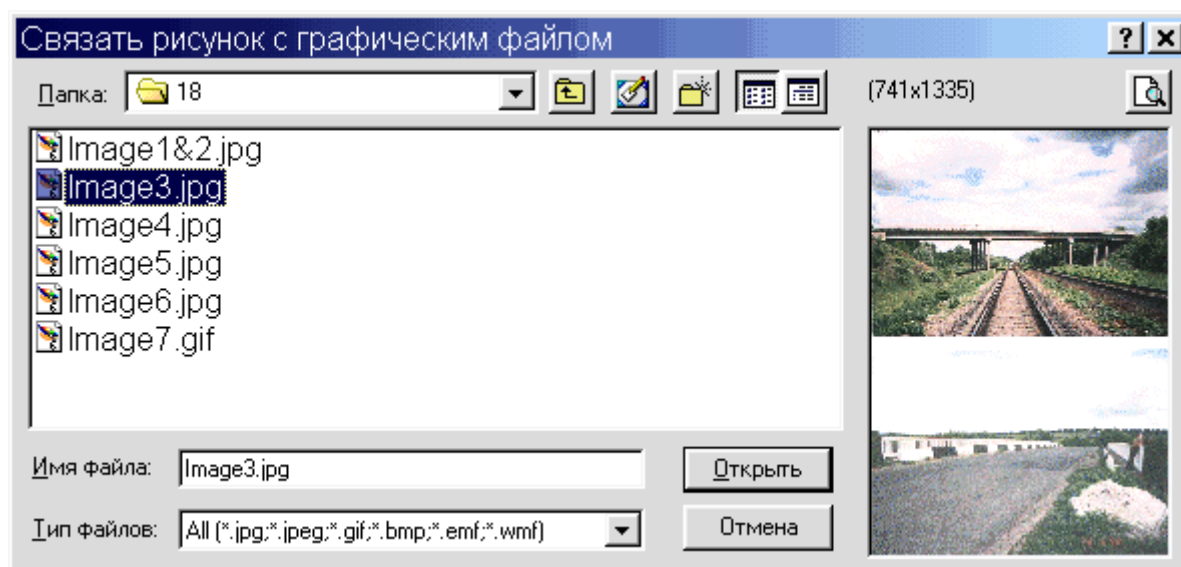 Связать рисунок с графическим файлом
Папка: 18
(741x1335)
Image1&2.jpg
Image3.jpg
Image4.jpg
Image5.jpg
Image6.jpg
Image7.gif
Имя файла: Image3.jpg
Открыть
Тип файлов: All (*.jpg;*.jpeg;*.gif;*.bmp;*.emf;*.wmf)
Отмена